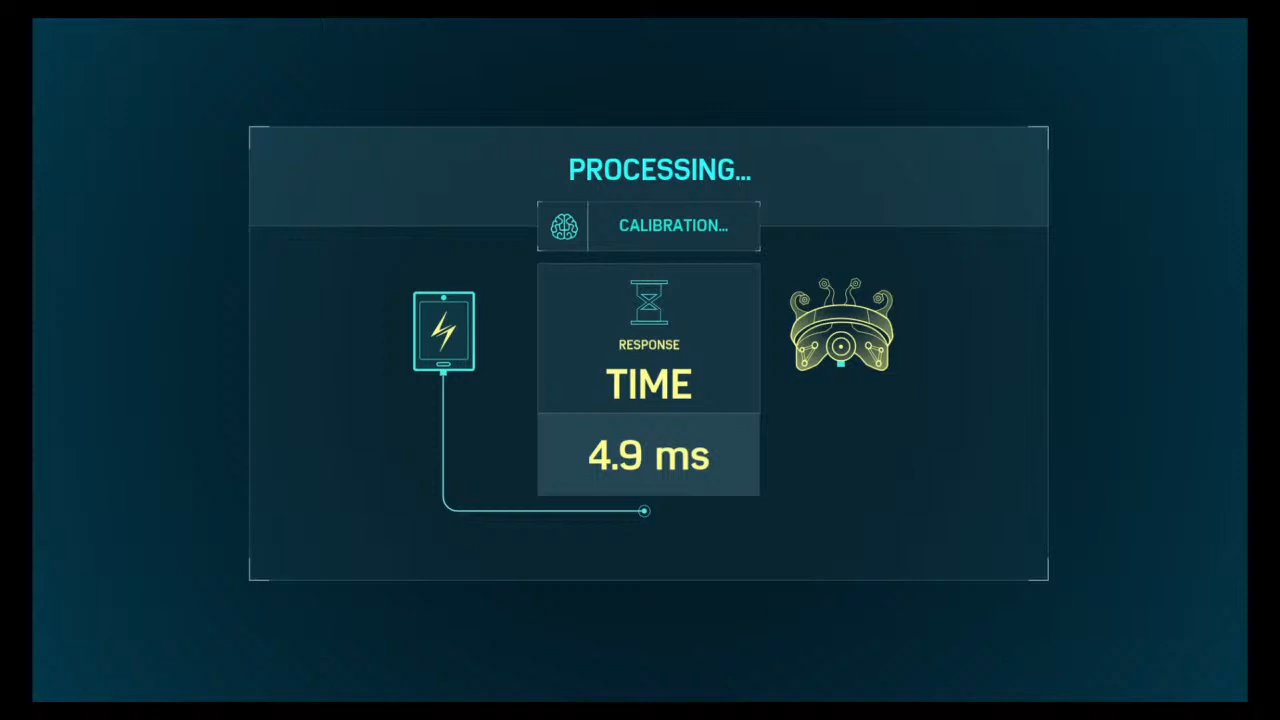 PROCESSING...
CALIBRATION...
RESPONSE
TIME
4.9 ms